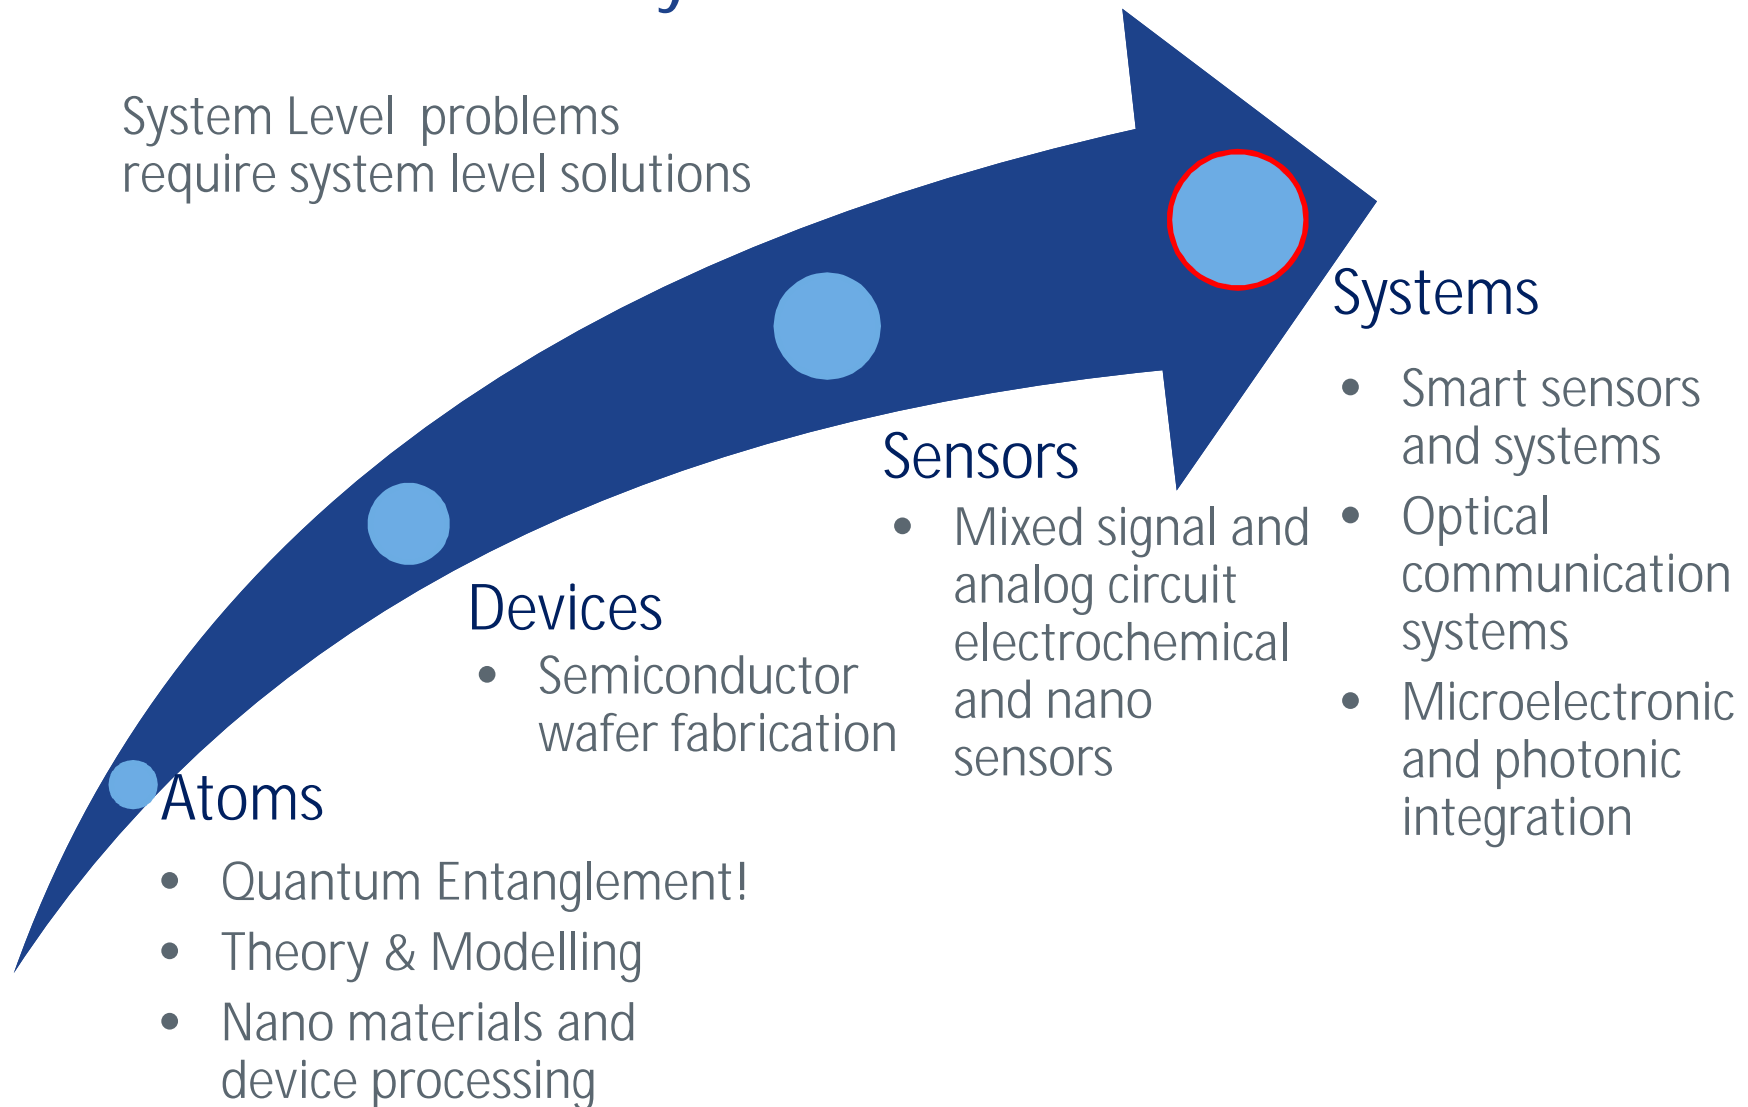 System Level problems
require system level solutions
Systems
• Smart sensors
and systems
• Optical
communication
systems
• Microelectronic
and photonic
integration
Sensors
• Mixed signal and
analog circuit
electrochemical
and nano
sensors
Devices
• Semiconductor
wafer fabrication
Atoms
• Quantum Entanglement!
• Theory & Modelling
• Nano materials and
device processing